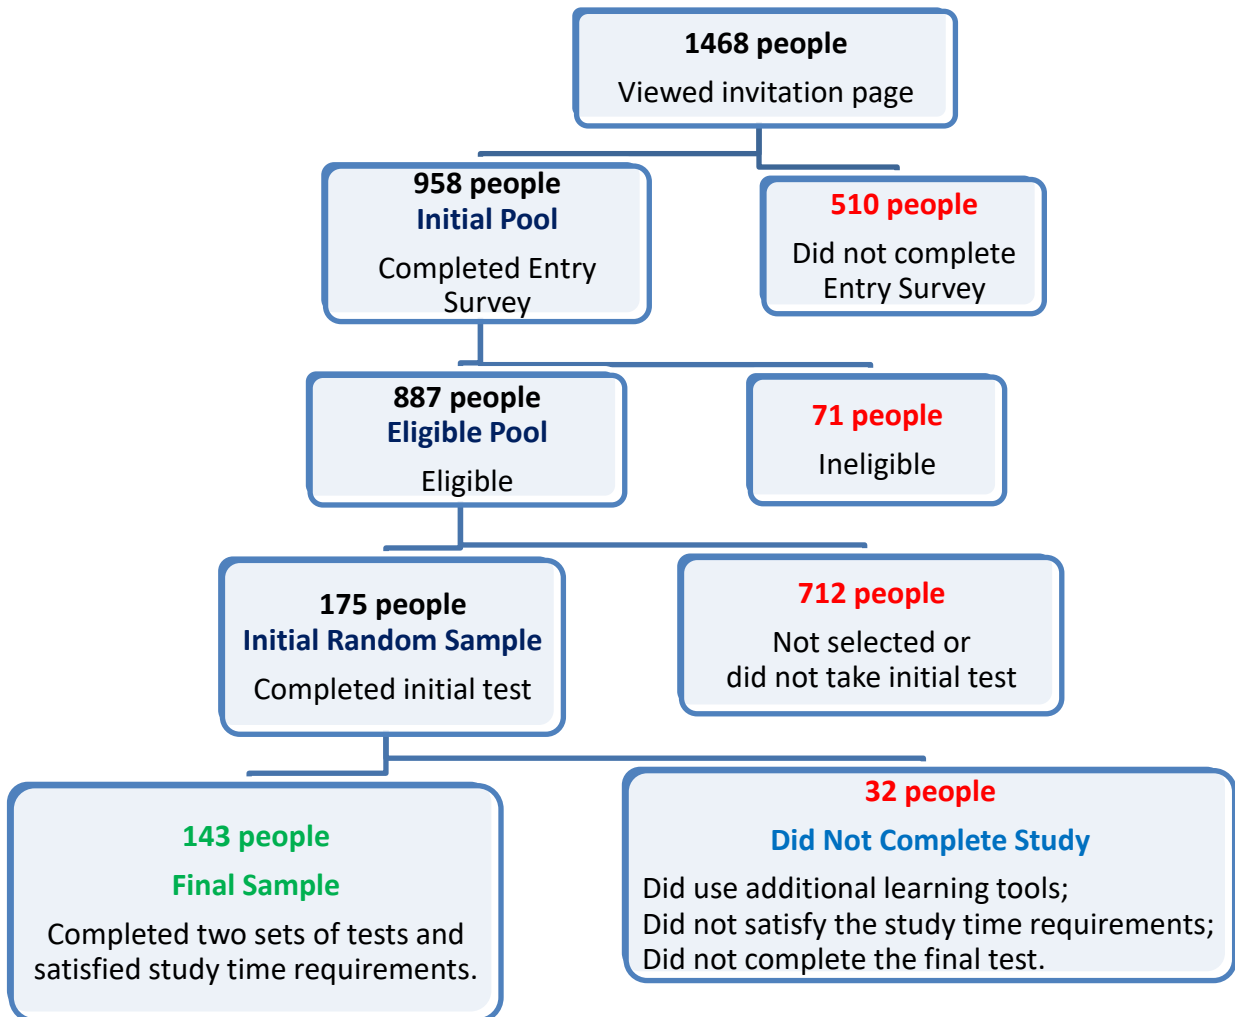 1468 people
Viewed invitation page
958 people
Initial Pool
Completed Entry
Survey
510 people
Did not complete
Entry Survey
887 people
Eligible Pool
Eligible
71 people
Ineligible
175 people
Initial Random Sample
Completed initial test
712 people
Not selected or
did not take initial test
143 people
Final Sample
Completed two sets of tests and
satisfied study time requirements.
32 people
Did Not Complete Study
Did use additional learning tools;
Did not satisfy the study time requirements;
Did not complete the final test.